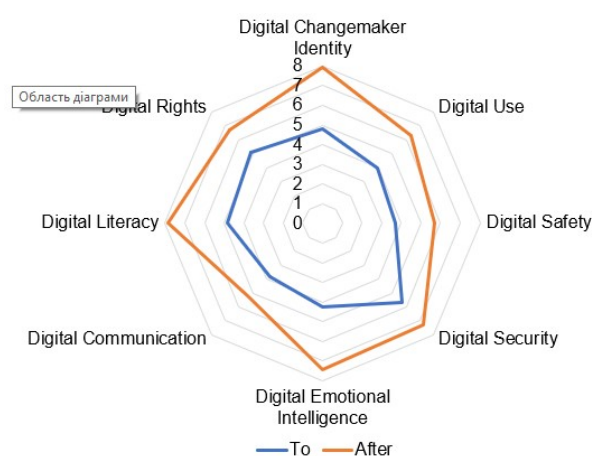 Digital Changemaker
Identity
8
7
6
5
4
3
2
1
0
Область діаграми
Digital Rights
Digital Use
Digital Literacy
Digital Safety
Digital Communication
Digital Security
Digital Emotional
Intelligence
To
After